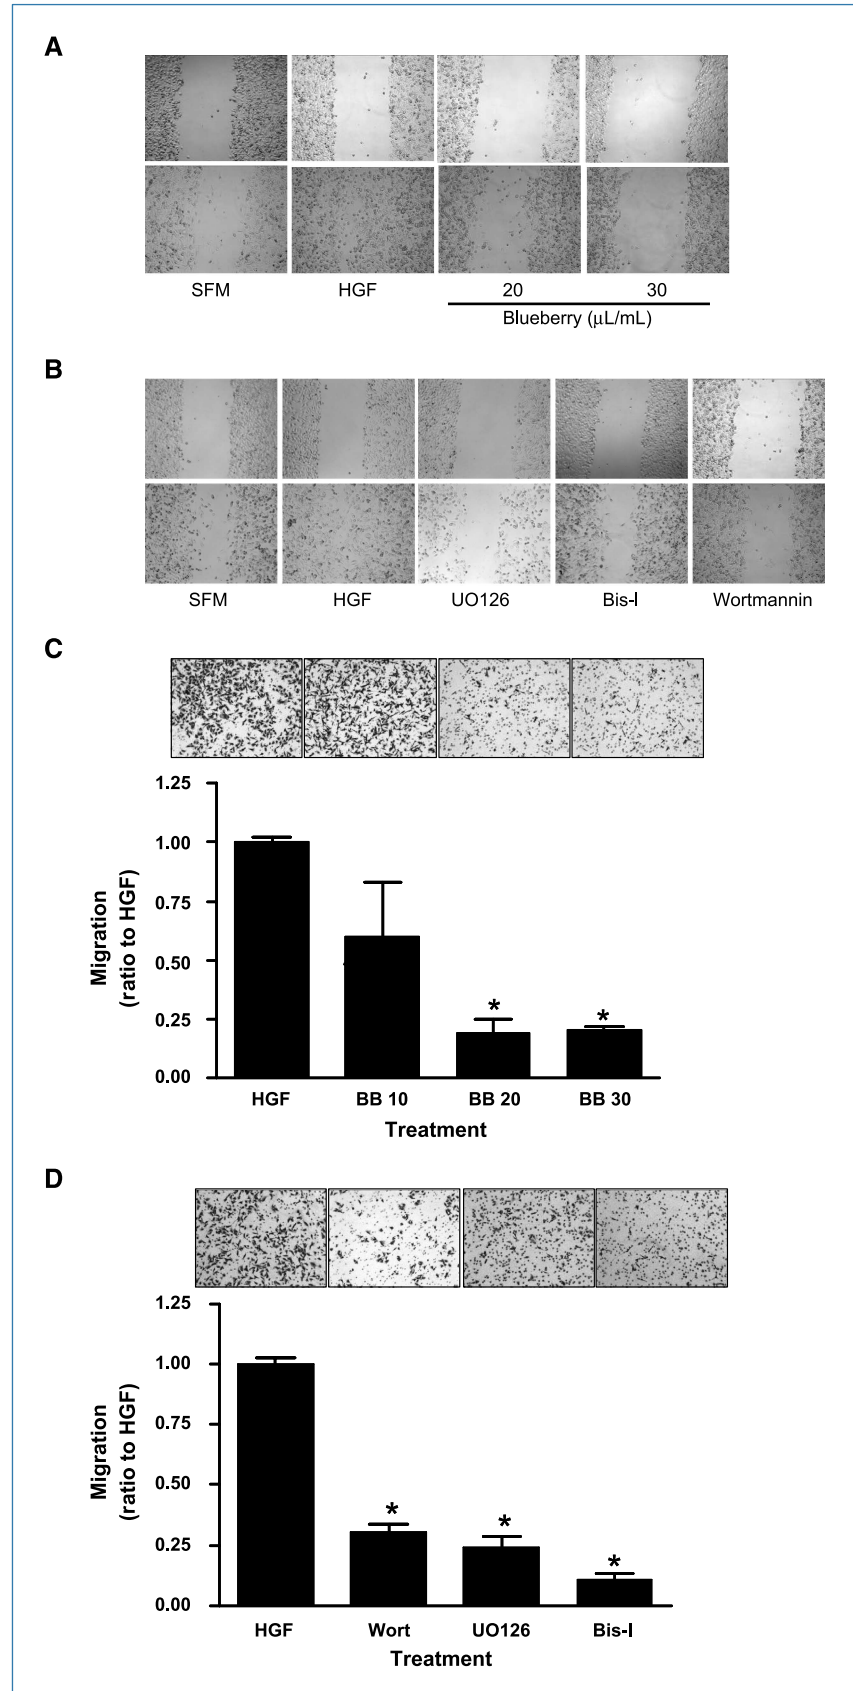 A
SFM HGF 20 30
Blueberry (μL/mL)
B
SFM HGF UO126 Bis-I Wortmannin
C
1.25
1.00
0.75
0.50
0.25
0.00
Migration
(ratio to HGF)
* *
HGF BB 10 BB 20 BB 30
Treatment
D
1.25
1.00
0.75
0.50
0.25
0.00
Migration
(ratio to HGF)
* * *
HGF Wort UO126 Bis-I
Treatment